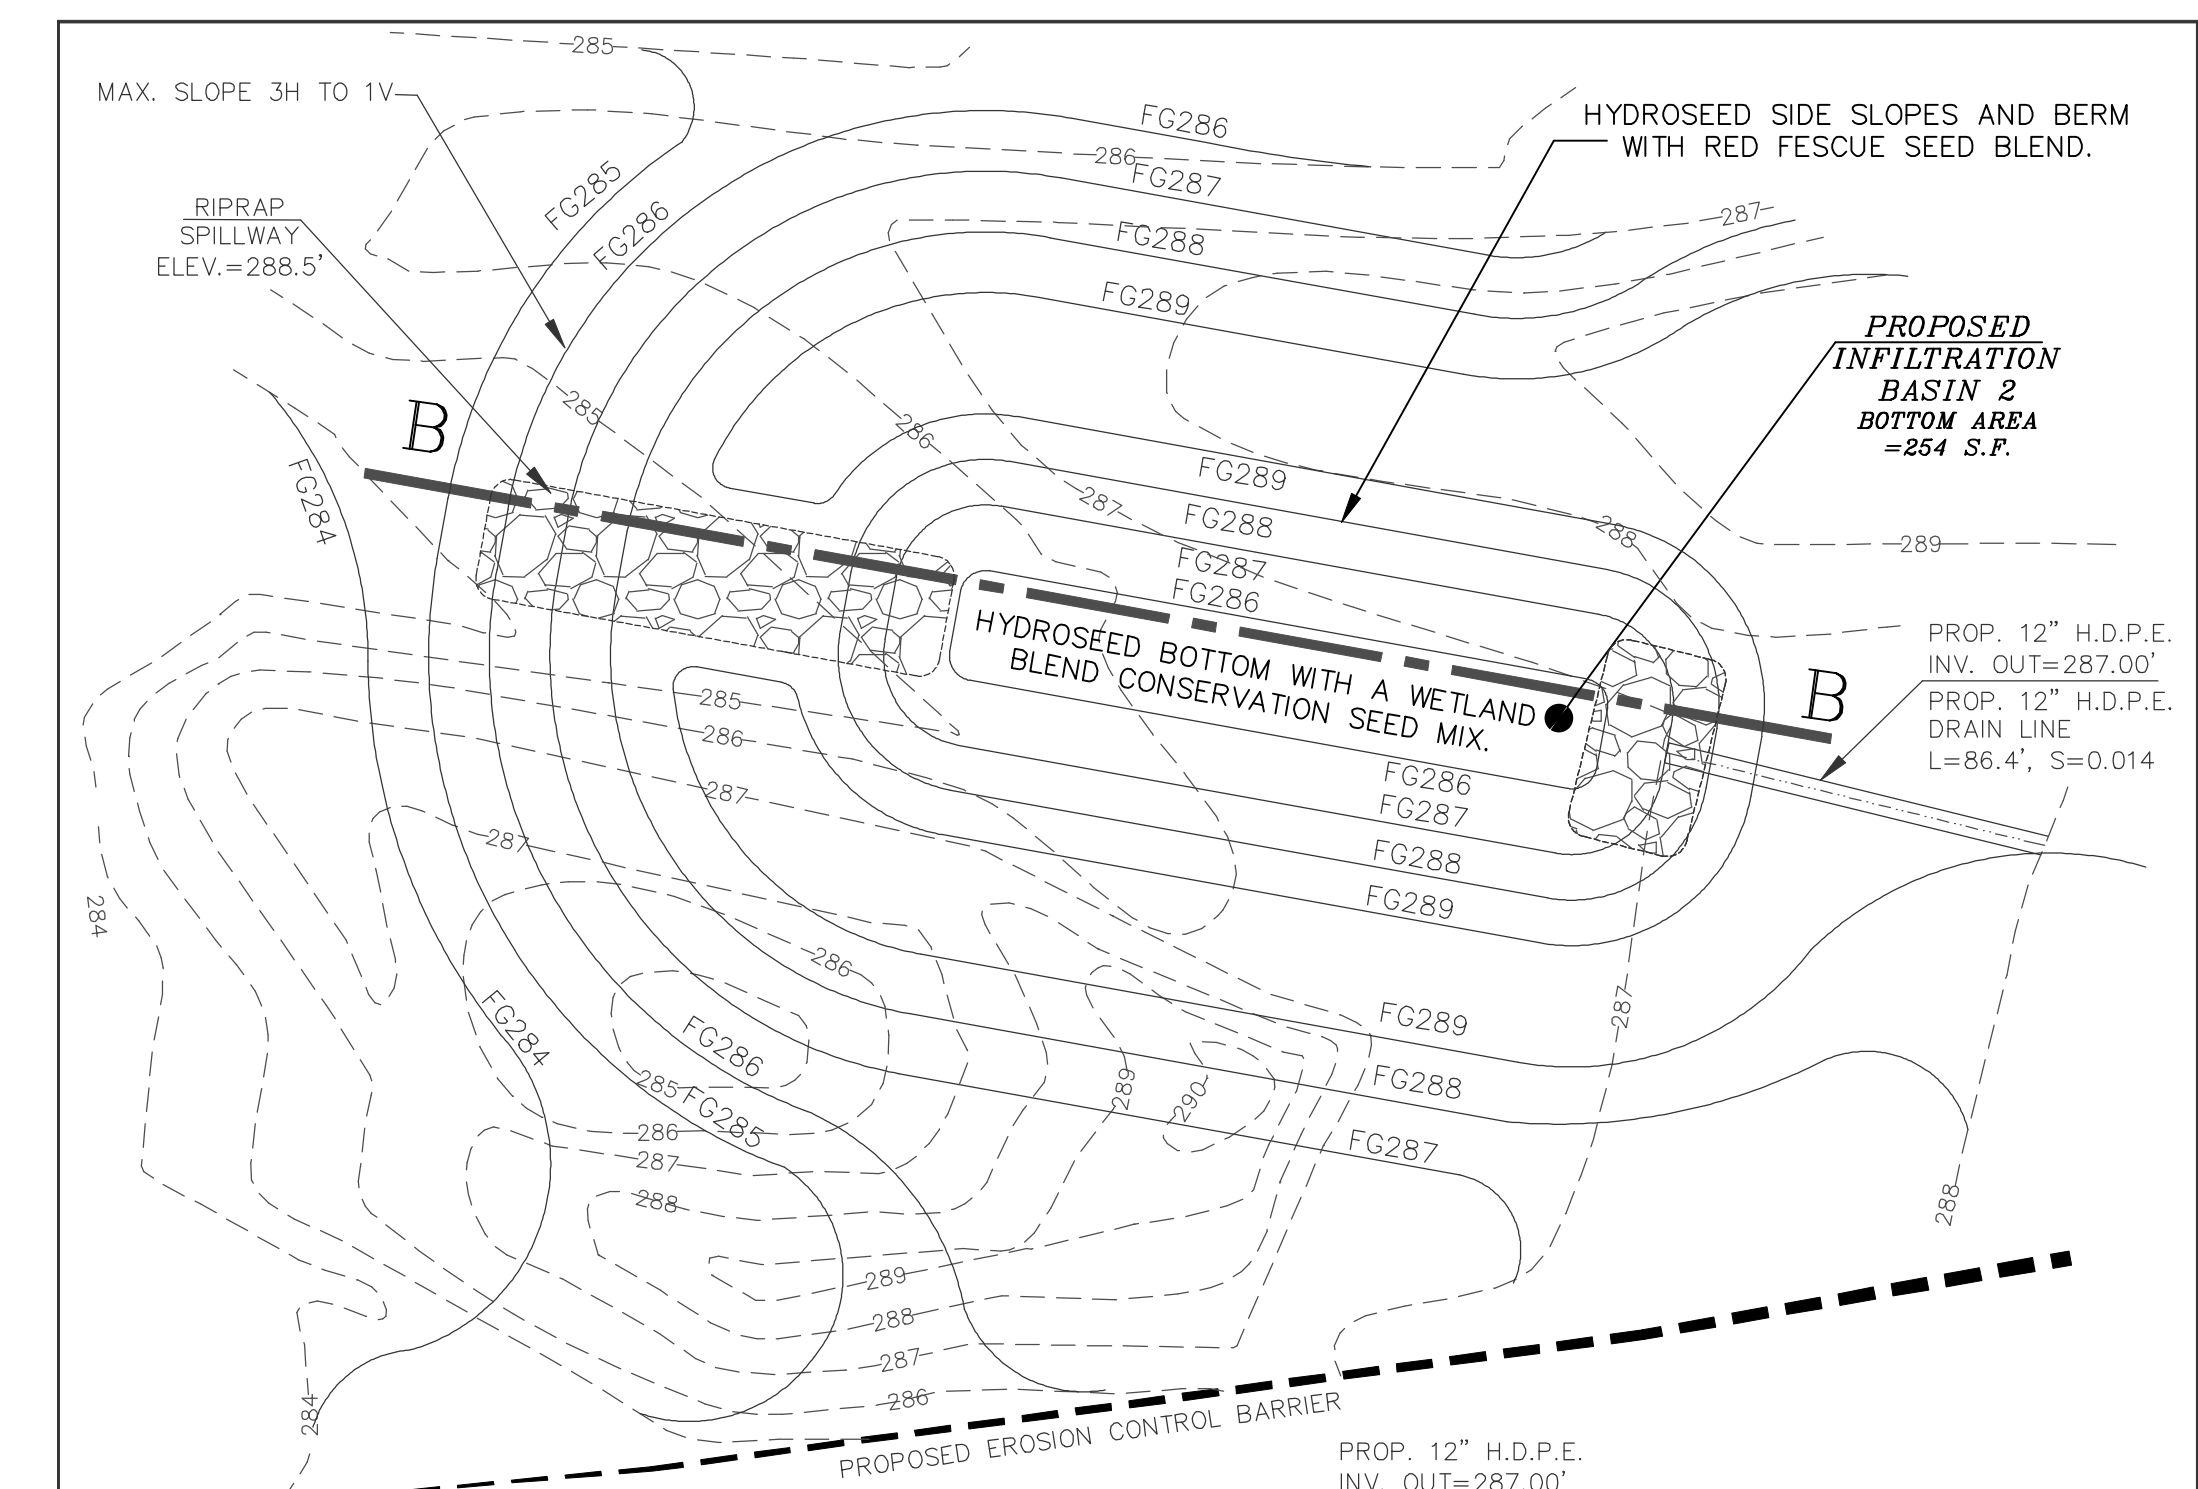 285
MAX. SLOPE 3H TO 1V
FG286
HYDROSEED SIDE SLOPES AND BERM
WITH RED FESCUE SEED BLEND.
286
FG287
FG285
RIPRAP
SPILLWAY
ELEV.=288.5'
FG286
287
FG288
FG289
PROPOSED
INFILTRATION
BASIN 2
BOTTOM AREA
=254 S.F.
B
285
286
FG289
287
FG284
FG288
288
289
FG287
FG286
HYDROSEED BOTTOM WITH A WETLAND
BLEND CONSERVATION SEED MIX.
PROP. 12" H.D.P.E.
INV. OUT=287.00'
PROP. 12" H.D.P.E.
DRAIN LINE
L=86.4', S=0.014
B
285
286
287
FG286
FG287
287
FG288
FG289
284
286
287
FG284
FG286
FG289
285
FG285
FG288
289
290
286
287
FG287
288
288
289
288
287
286
284
PROPOSED EROSION CONTROL BARRIER
PROP. 12" H.D.P.E.
INV. OUT=287.00'